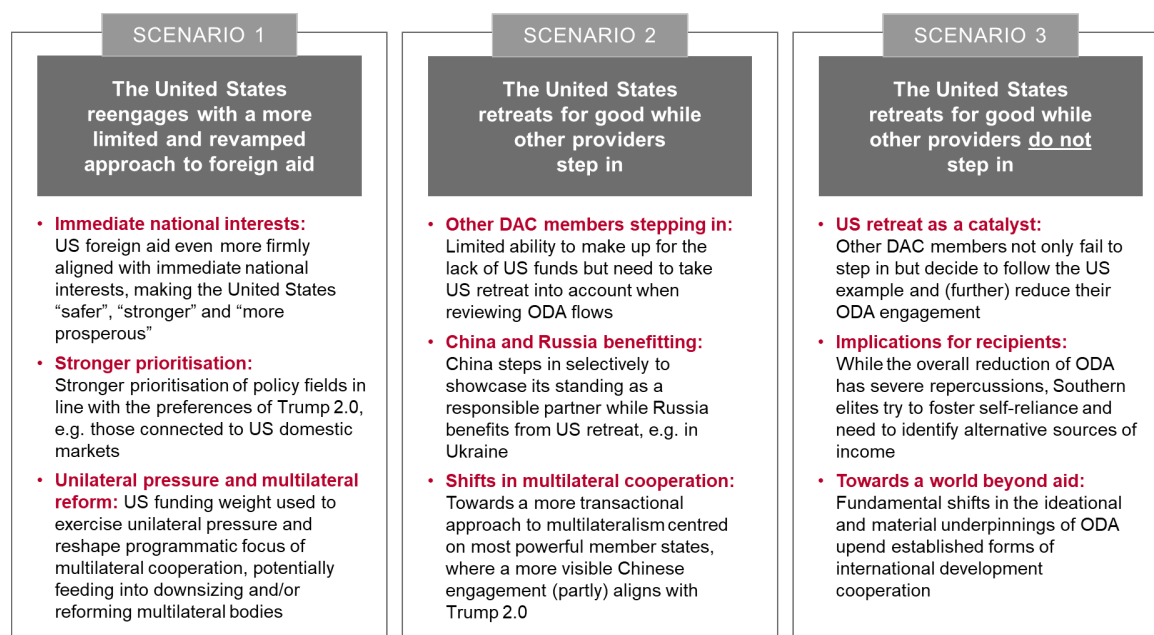 SCENARIO 1
The United States
reengages with a more
limited and revamped
approach to foreign aid
• Immediate national interests:
US foreign aid even more firmly
aligned with immediate national
interests, making the United States
“safer”, “stronger” and “more
prosperous”
• Stronger prioritisation:
Stronger prioritisation of policy fields in
line with the preferences of Trump 2.0,
e.g. those connected to US domestic
markets
• Unilateral pressure and multilateral
reform: US funding weight used to
exercise unilateral pressure and
reshape programmatic focus of
multilateral cooperation, potentially
feeding into downsizing and/or
reforming multilateral bodies
SCENARIO 2
The United States
retreats for good while
other providers
step in
• Other DAC members stepping in:
Limited ability to make up for the
lack of US funds but need to take
US retreat into account when
reviewing ODA flows
• China and Russia benefitting:
China steps in selectively to
showcase its standing as a
responsible partner while Russia
benefits from US retreat, e.g. in
Ukraine
• Shifts in multilateral cooperation:
Towards a more transactional
approach to multilateralism centred
on most powerful member states,
where a more visible Chinese
engagement (partly) aligns with
Trump 2.0
SCENARIO 3
The United States
retreats for good while
other providers do not
step in
• US retreat as a catalyst:
Other DAC members not only fail to
step in but decide to follow the US
example and (further) reduce their
ODA engagement
• Implications for recipients:
While the overall reduction of ODA
has severe repercussions, Southern
elites try to foster self-reliance and
need to identify alternative sources of
income
• Towards a world beyond aid:
Fundamental shifts in the ideational
and material underpinnings of ODA
upend established forms of
international development
cooperation